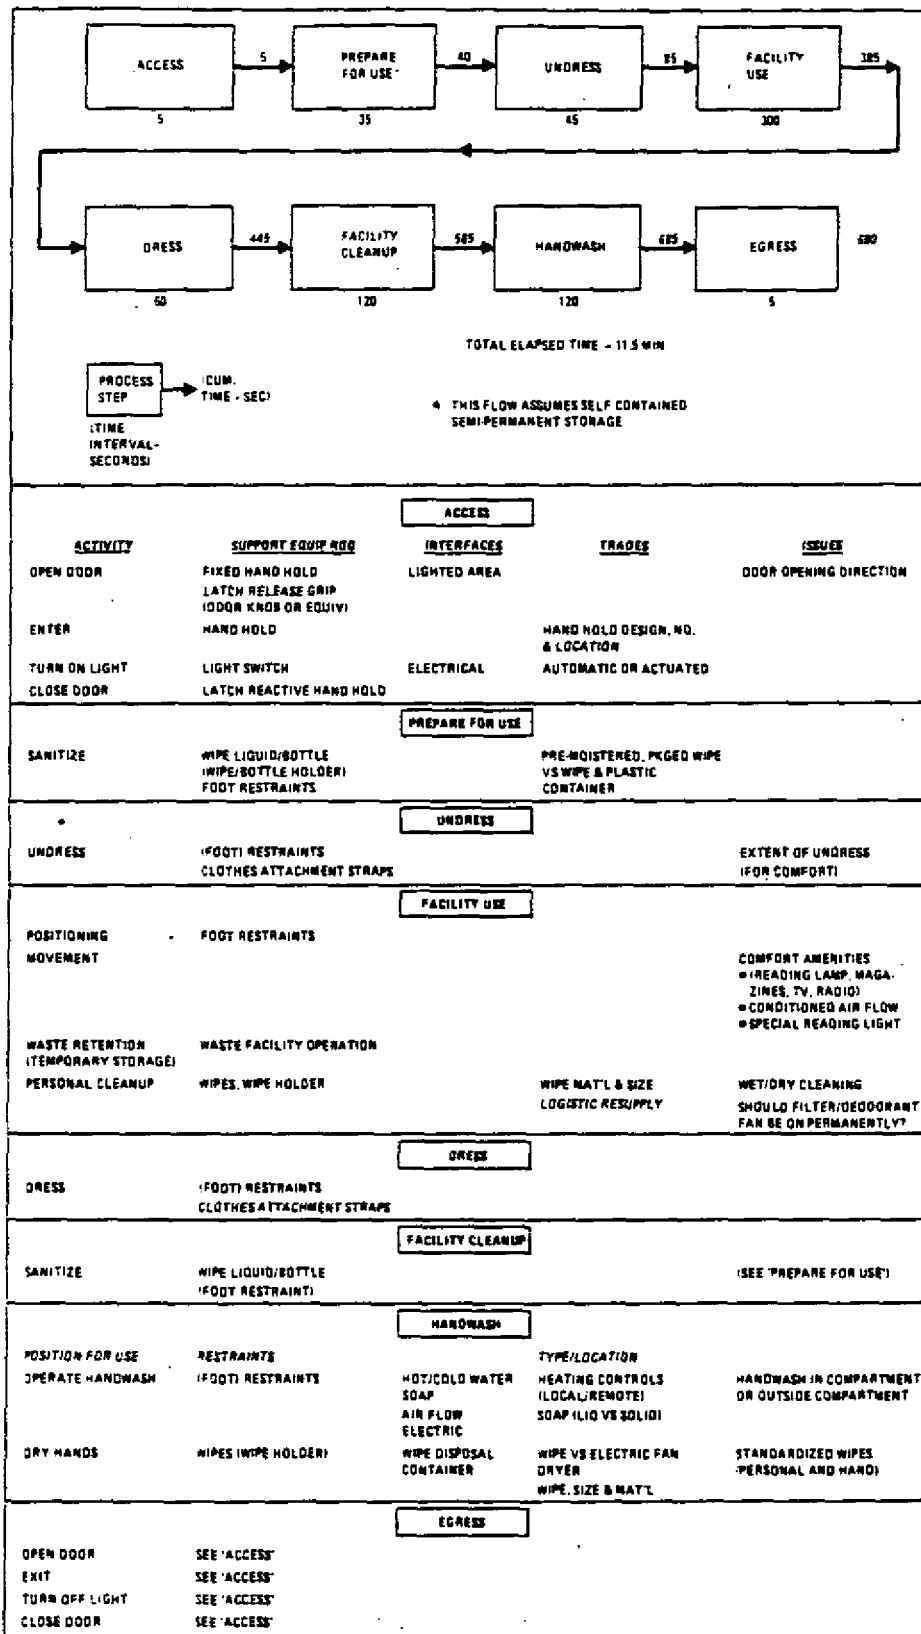 ACCESS
5
5
PREPARE FOR USE
40
35
UNDRESS
85
45
FACILITY USE
385
300
DRESS
445
60
FACILITY CLEANUP
565
120
HANDWASH
685
120
EGRESS
680
5
TOTAL ELAPSED TIME - 11.5 MIN
PROCESS STEP
(CUM. TIME - SEC)
(TIME INTERVAL- SECONDS)
* THIS FLOW ASSUMES SELF CONTAINED
SEMI-PERMANENT STORAGE
ACCESS
ACTIVITY SUPPORT EQUIP RQD INTERFACES TRADES ISSUES
OPEN DOOR FIXED HAND HOLD LIGHTED AREA DOOR OPENING DIRECTION
LATCH RELEASE GRIP
(DOOR KNOB OR EQUIV)
ENTER HAND HOLD HAND HOLD DESIGN, NO.
& LOCATION
TURN ON LIGHT LIGHT SWITCH ELECTRICAL AUTOMATIC OR ACTUATED
CLOSE DOOR LATCH REACTIVE HAND HOLD
PREPARE FOR USE
SANITIZE WIPE LIQUID/BOTTLE PRE-MOISTENED, PKGED WIPE
(WIPE/BOTTLE HOLDER) VS WIPE & PLASTIC
FOOT RESTRAINTS CONTAINER
UNDRESS
UNDRESS (FOOT) RESTRAINTS EXTENT OF UNDRESS
CLOTHES ATTACHMENT STRAPS (FOR COMFORT)
FACILITY USE
POSITIONING FOOT RESTRAINTS
MOVEMENT COMFORT AMENITIES
• (READING LAMP, MAGA-
ZINES, TV, RADIO)
• CONDITIONED AIR FLOW
• SPECIAL READING LIGHT
WASTE RETENTION WASTE FACILITY OPERATION
(TEMPORARY STORAGE)
PERSONAL CLEANUP WIPES, WIPE HOLDER WIPE MAT'L & SIZE WET/DRY CLEANING
LOGISTIC RESUPPLY SHOULD FILTER/DEODORANT
FAN BE ON PERMANENTLY?
DRESS
DRESS (FOOT) RESTRAINTS
CLOTHES ATTACHMENT STRAPS
FACILITY CLEANUP
SANITIZE WIPE LIQUID/BOTTLE (SEE 'PREPARE FOR USE')
(FOOT RESTRAINT)
HANDWASH
POSITION FOR USE RESTRAINTS TYPE/LOCATION
OPERATE HANDWASH (FOOT) RESTRAINTS HOT/COLD WATER HEATING CONTROLS HANDWASH IN COMPARTMENT
SOAP (LOCAL/REMOTE) OR OUTSIDE COMPARTMENT
AIR FLOW SOAP (LIQ VS SOLID)
ELECTRIC
DRY HANDS WIPES (WIPE HOLDER) WIPE DISPOSAL WIPE VS ELECTRIC FAN STANDARDIZED WIPES
CONTAINER DRYER (PERSONAL AND HAND)
WIPE, SIZE & MAT'L
EGRESS
OPEN DOOR SEE 'ACCESS'
EXIT SEE 'ACCESS'
TURN OFF LIGHT SEE 'ACCESS'
CLOSE DOOR SEE 'ACCESS'